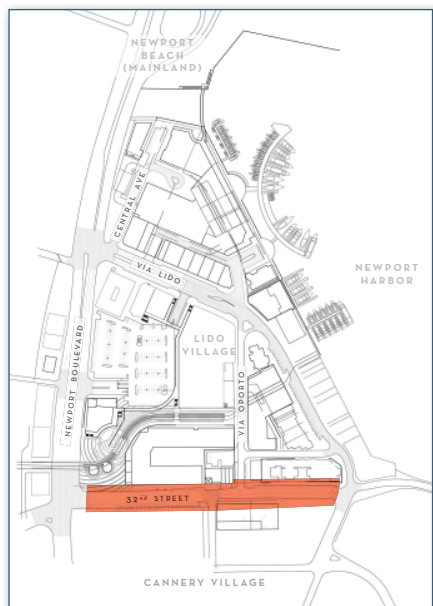 NEWPORT
BEACH
(MAINLAND)
CENTRAL AVE
VIA LIDO
NEWPORT
HARBOR
LIDO
VILLAGE
NEWPORT BOULEVARD
VIA OPORTO
32nd STREET
CANNERY VILLAGE